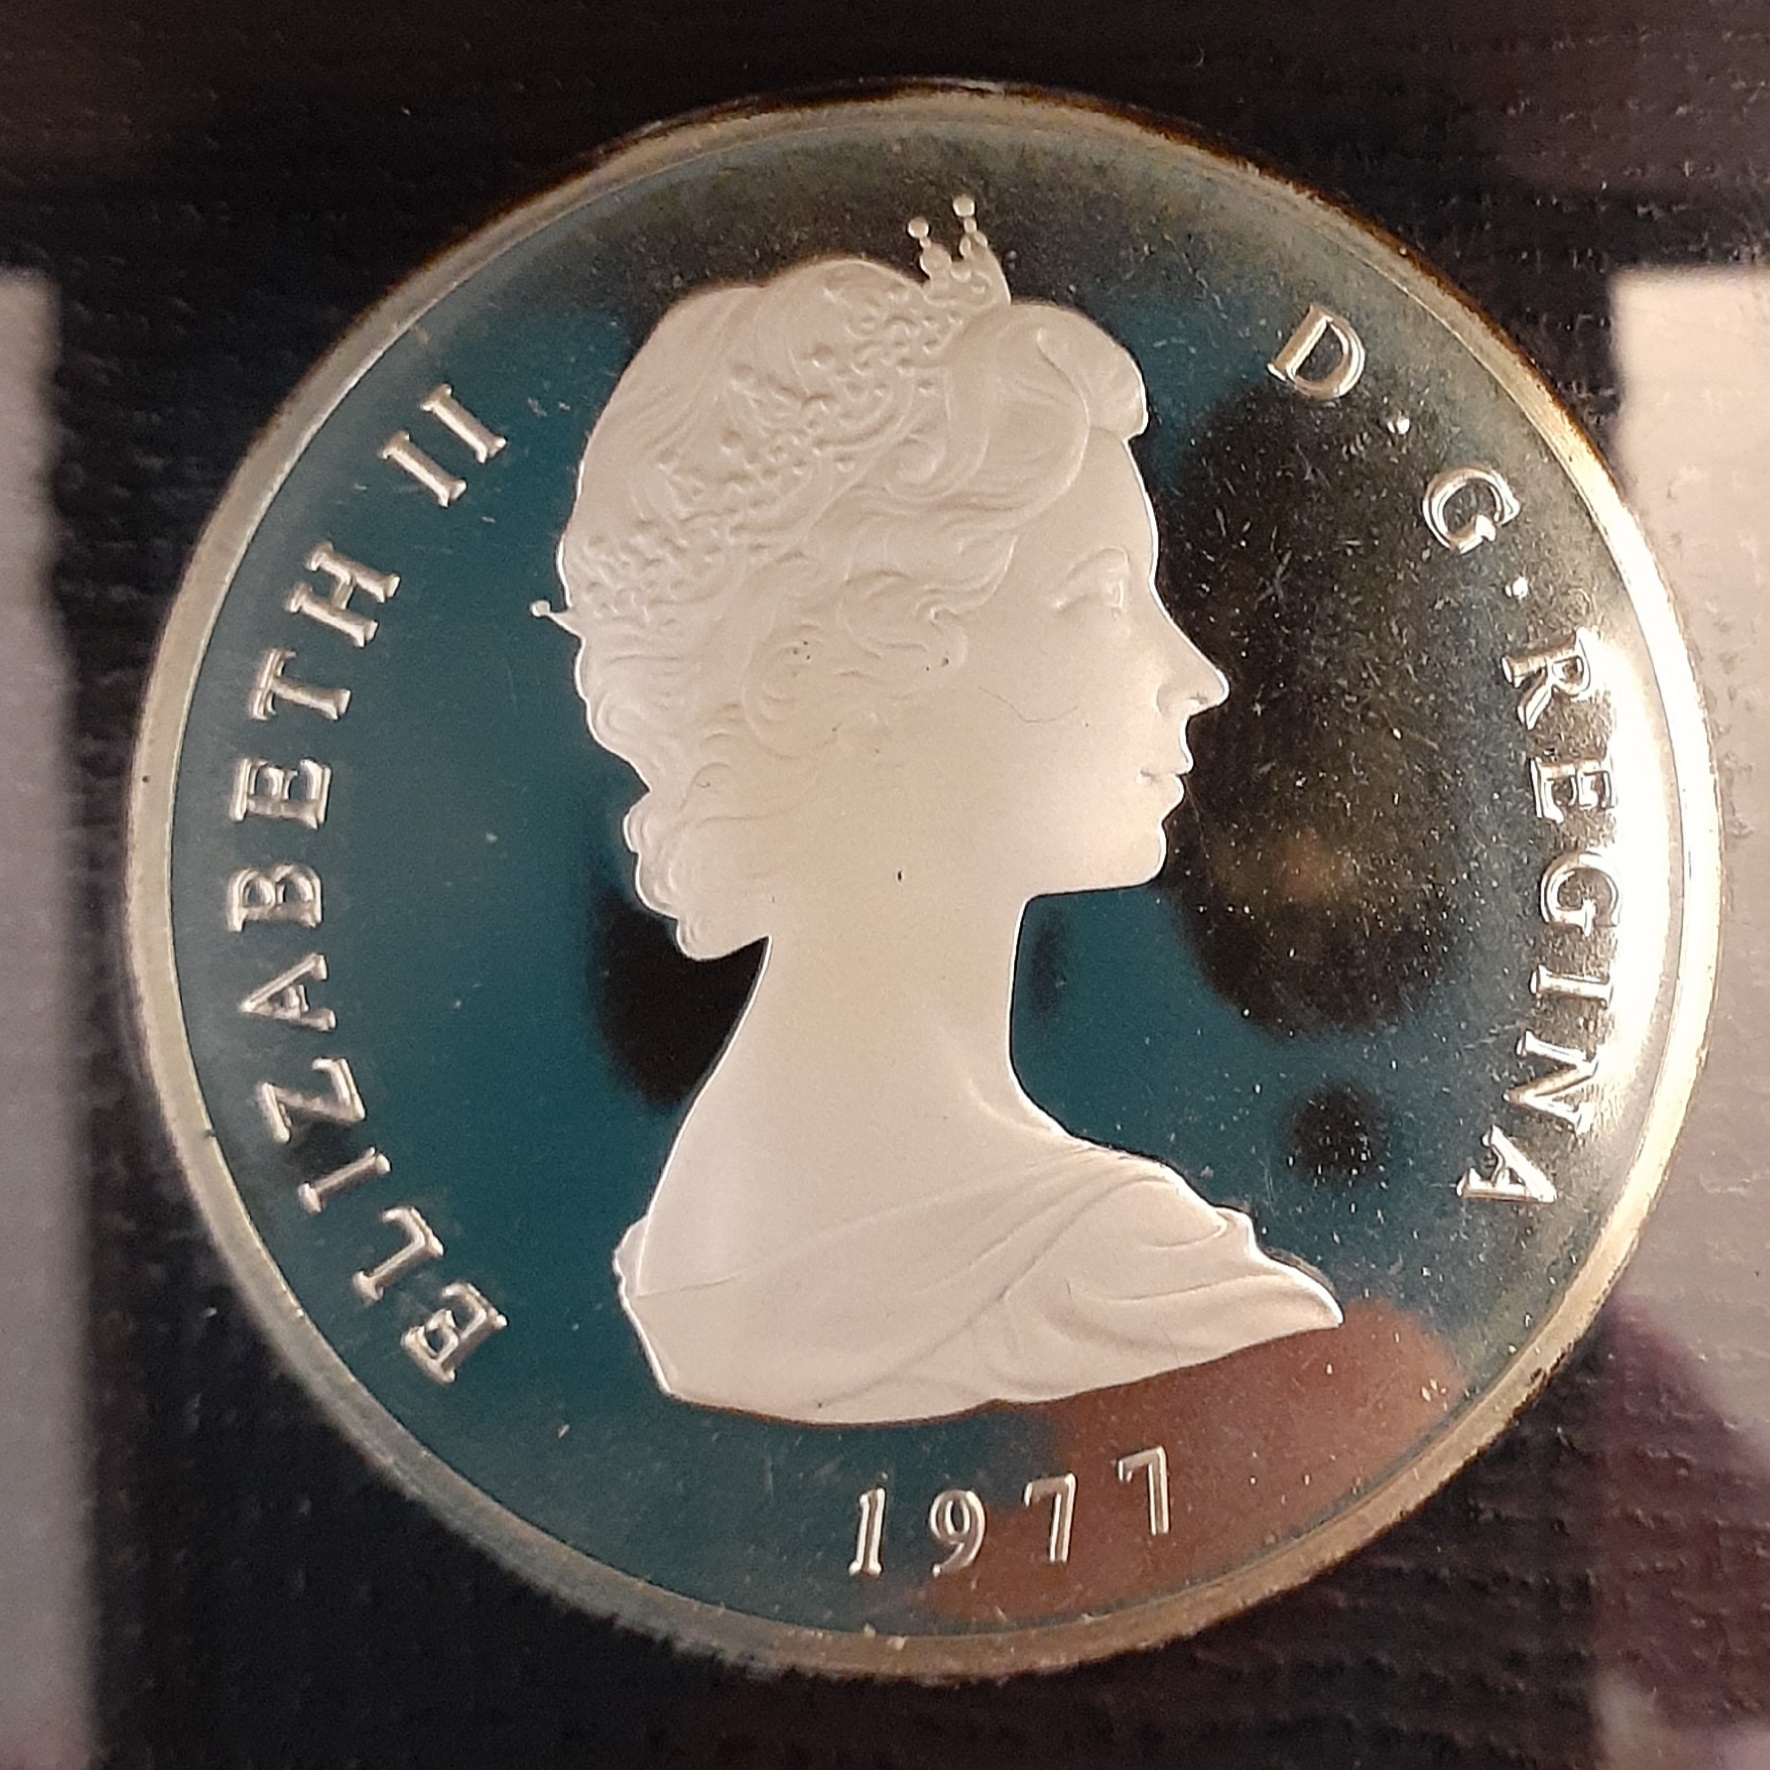 ELIZABETH II
D. G. REGINA
1977